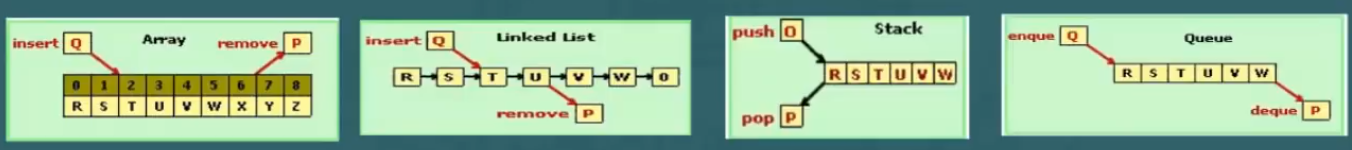 insert Q Array remove P
0 1 2 3 4 5 6 7 8
R S T U V W X Y Z
insert Q Linked List
R S T U V W O
remove P
push O Stack
R S T U V W
pop P
enque Q Queue
R S T U V W
deque P